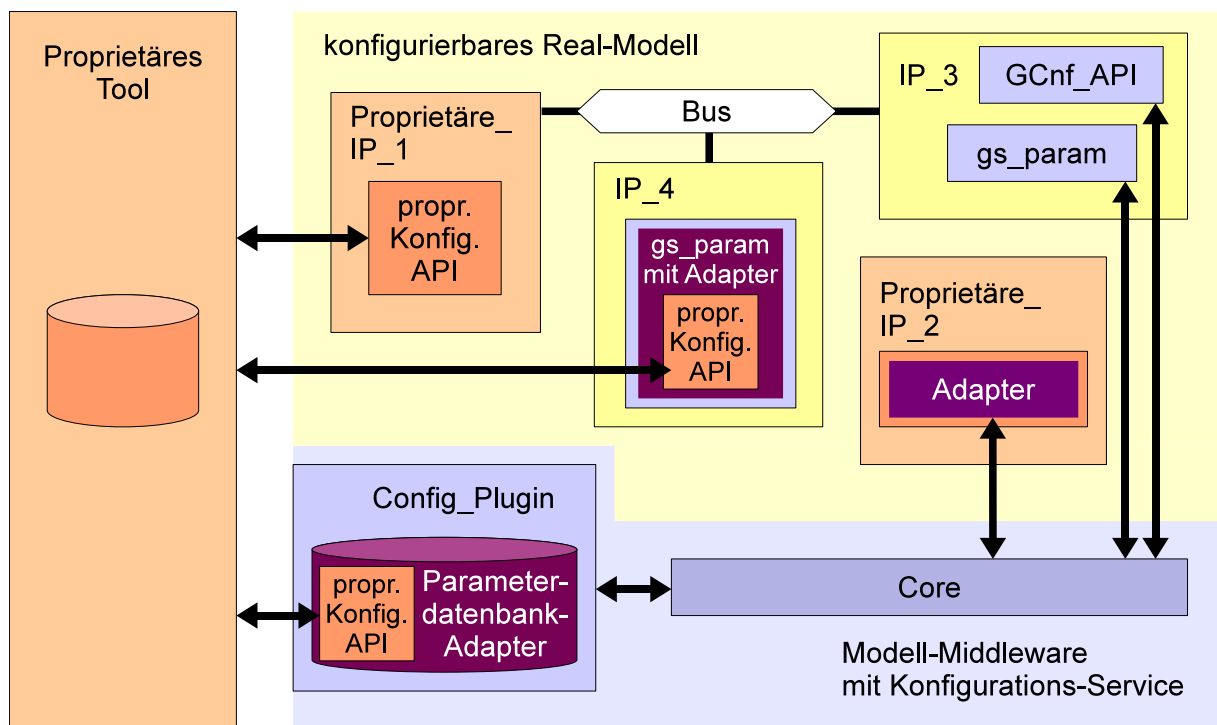 Proprietäres
Tool
konfigurierbares Real-Modell
Proprietäre_
IP_1
propr.
Konfig.
API
Bus
IP_3
GCnf_API
gs_param
IP_4
gs_param
mit Adapter
propr.
Konfig.
API
Proprietäre_
IP_2
Adapter
Config_Plugin
propr.
Konfig.
API
Parameter-
datenbank-
Adapter
Core
Modell-Middleware
mit Konfigurations-Service